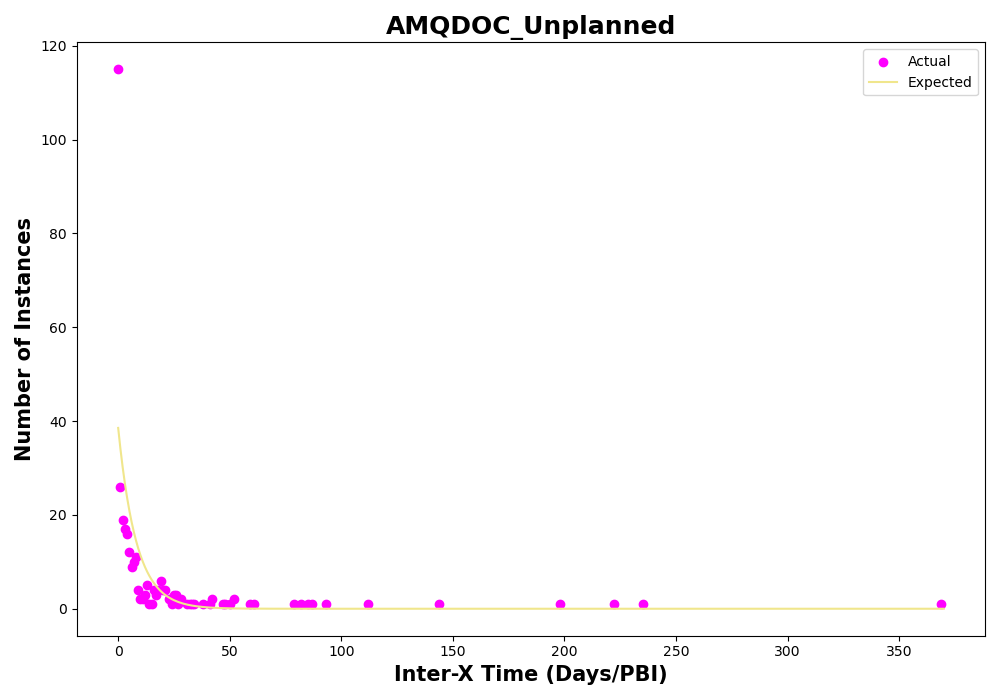 AMQDOC_Unplanned
Actual
Expected
Number of Instances
120
100
80
60
40
20
0
0 50 100 150 200 250 300 350
Inter-X Time (Days/PBI)